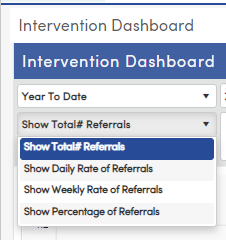 Intervention Dashboard
Intervention Dashboard
Year To Date
Show Total# Referrals
Show Total# Referrals
Show Daily Rate of Referrals
Show Weekly Rate of Referrals
Show Percentage of Referrals